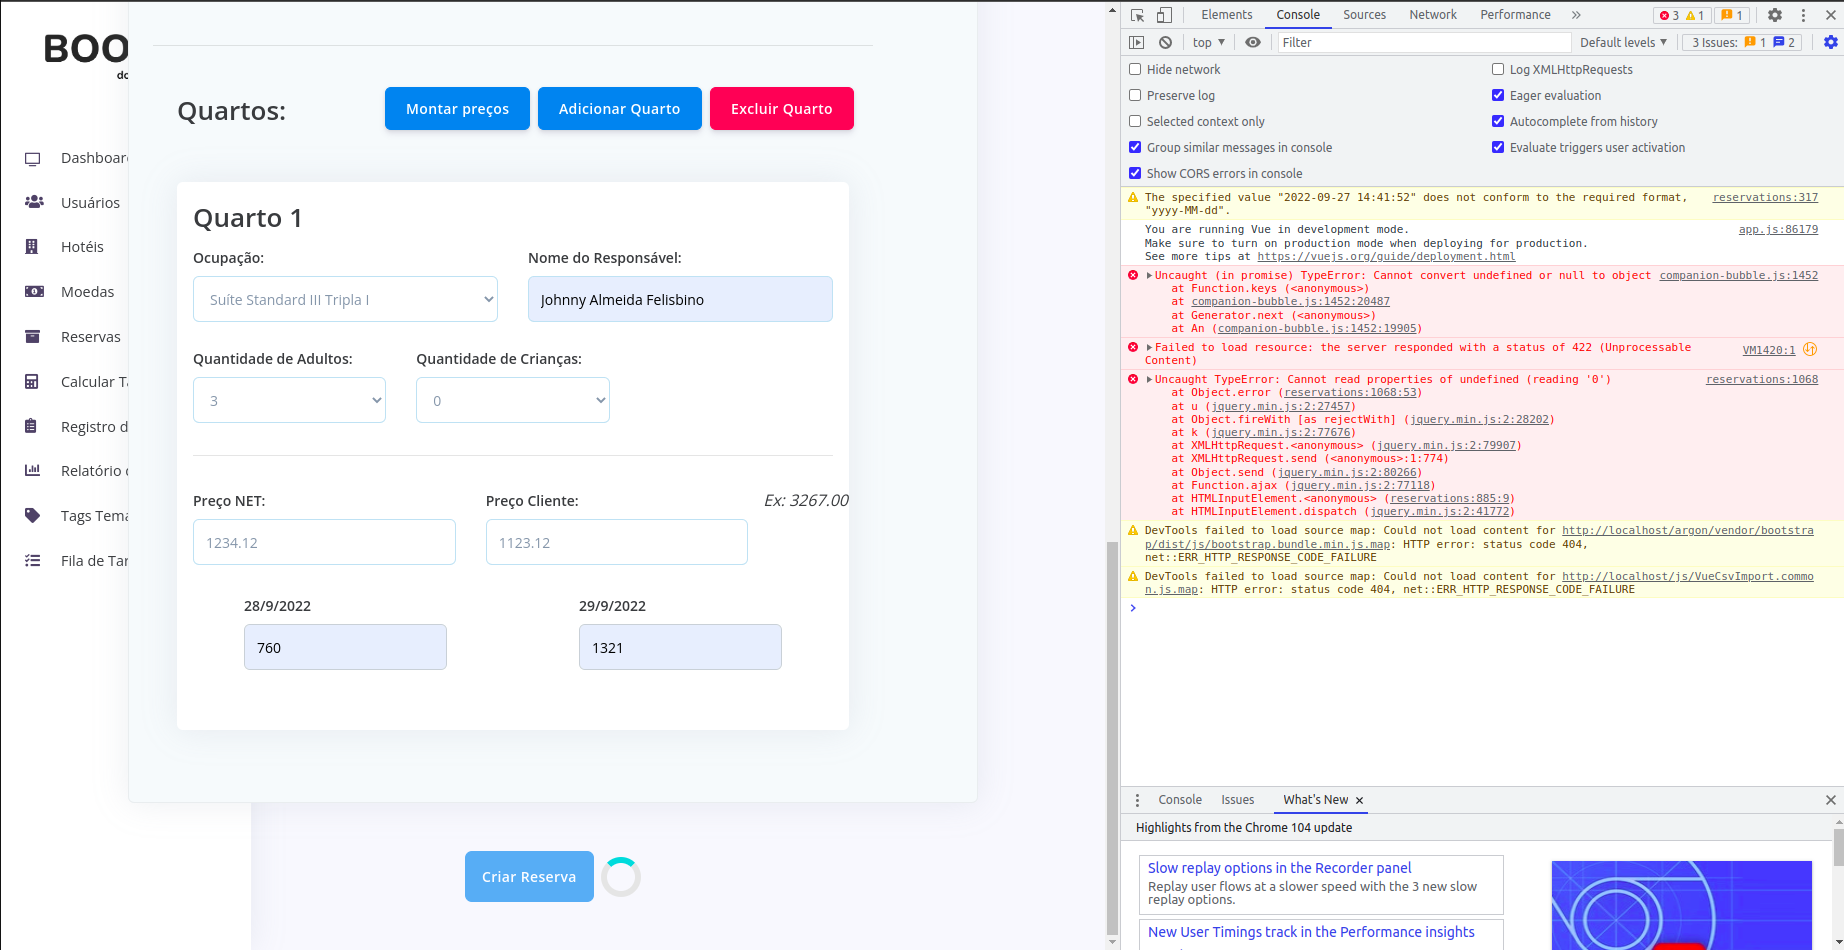 BOO
do
Dashboar
Usuários
Hotéis
Moedas
Reservas
Calcular Ta
Registro d
Relatório
Tags Tema
Fila de Tar
Quartos:
Montar preços
Adicionar Quarto
Excluir Quarto
Quarto 1
Ocupação:
Nome do Responsável:
Suíte Standard III Tripla I
Johnny Almeida Felisbino
Quantidade de Adultos:
Quantidade de Crianças:
3
0
Preço NET:
Preço Cliente:
Ex: 3267.00
1234.12
1123.12
28/9/2022
29/9/2022
760
1321
Criar Reserva
Elements Console Sources Network Performance » 3 1 1
top Filter Default levels 3 Issues: 1 2
Hide network
Log XMLHttpRequests
Preserve log
Eager evaluation
Selected context only
Autocomplete from history
Group similar messages in console
Evaluate triggers user activation
Show CORS errors in console
The specified value "2022-09-27 14:41:52" does not conform to the required format, reservations:317
"yyyy-MM-dd".
You are running Vue in development mode. app.js:86179
Make sure to turn on production mode when deploying for production.
See more tips at https://vuejs.org/guide/deployment.html
Uncaught (in promise) TypeError: Cannot convert undefined or null to object companion-bubble.js:1452
at Function.keys (<anonymous>)
at companion-bubble.js:1452:20487
at Generator.next (<anonymous>)
at An (companion-bubble.js:1452:19905)
Failed to load resource: the server responded with a status of 422 (Unprocessable VM1420:1
Content)
Uncaught TypeError: Cannot read properties of undefined (reading '0') reservations:1068
at Object.error (reservations:1068:53)
at u (jquery.min.js:2:27457)
at Object.fireWith [as rejectWith] (jquery.min.js:2:28202)
at k (jquery.min.js:2:77676)
at XMLHttpRequest.<anonymous> (jquery.min.js:2:79907)
at XMLHttpRequest.send (<anonymous>:1:774)
at Object.send (jquery.min.js:2:80266)
at Function.ajax (jquery.min.js:2:77118)
at HTMLInputElement.<anonymous> (reservations:885:9)
at HTMLInputElement.dispatch (jquery.min.js:2:41772)
DevTools failed to load source map: Could not load content for http://localhost/argon/vendor/bootstra
p/dist/js/bootstrap.bundle.min.js.map: HTTP error: status code 404,
net::ERR_HTTP_RESPONSE_CODE_FAILURE
DevTools failed to load source map: Could not load content for http://localhost/js/VueCsvImport.commo
n.js.map: HTTP error: status code 404, net::ERR_HTTP_RESPONSE_CODE_FAILURE
Console Issues What's New
Highlights from the Chrome 104 update
Slow replay options in the Recorder panel
Replay user flows at a slower speed with the 3 new slow
replay options.
New User Timings track in the Performance insights